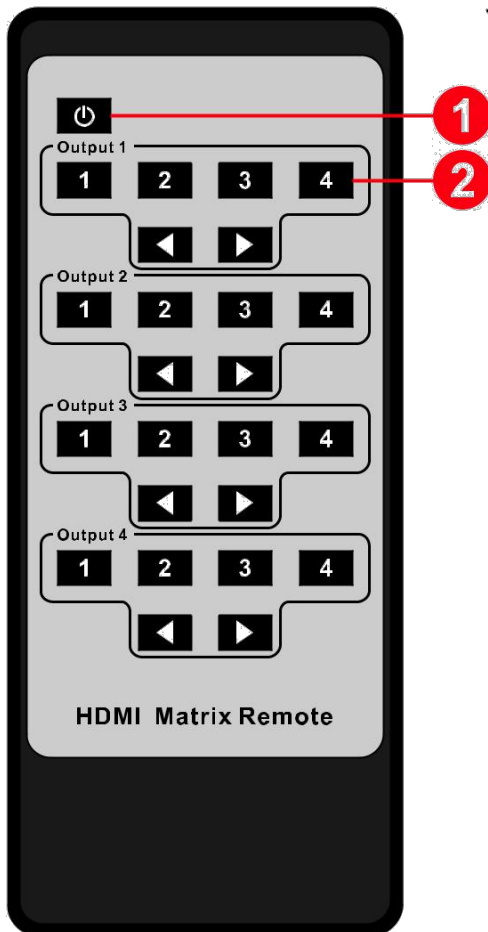 1
Output 1
1 2 3 4
2
Output 2
1 2 3 4
Output 3
1 2 3 4
Output 4
1 2 3 4
HDMI Matrix Remote